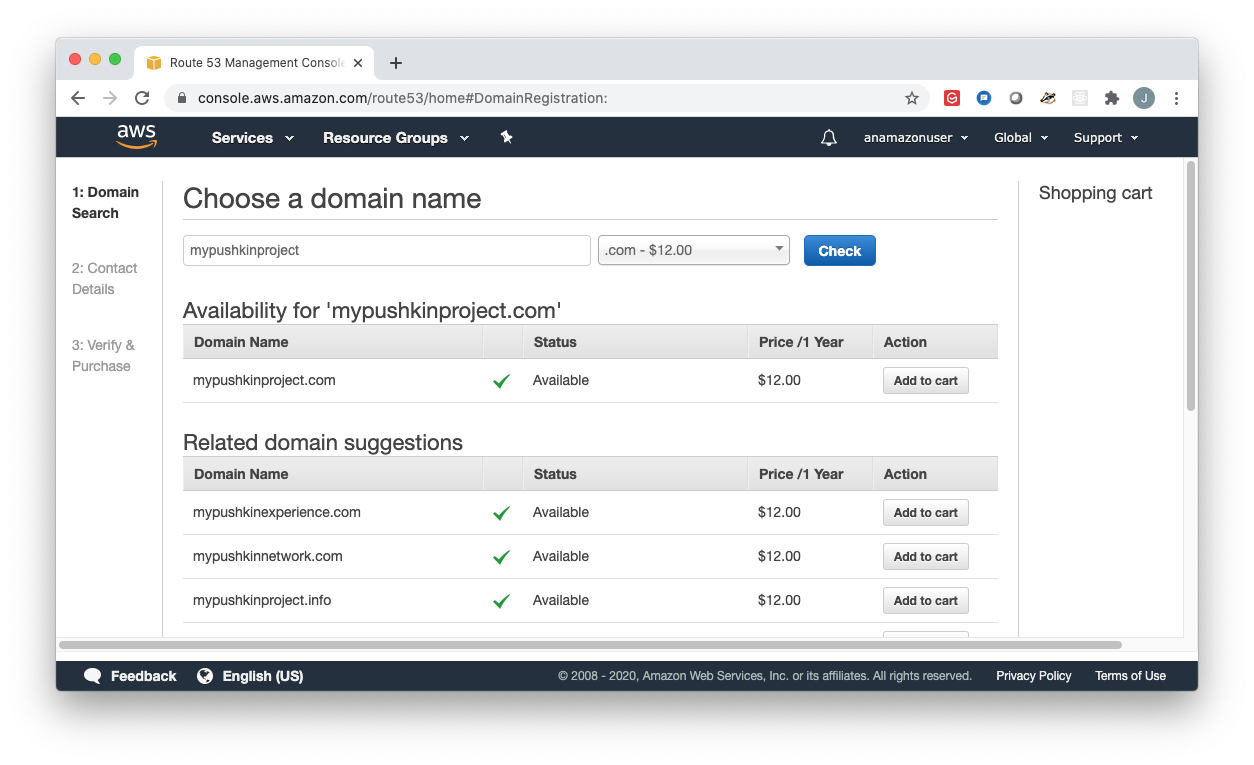 Route 53 Management Console
console.aws.amazon.com/route53/home#DomainRegistration:
J
aws Services Resource Groups anamazonuser Global Support
1: Domain Search
2: Contact Details
3: Verify & Purchase
Choose a domain name
mypushkinproject .com - $12.00 Check
Availability for 'mypushkinproject.com'
Domain Name Status Price /1 Year Action
mypushkinproject.com Available $12.00 Add to cart
Related domain suggestions
Domain Name Status Price /1 Year Action
mypushkinexperience.com Available $12.00 Add to cart
mypushkinnetwork.com Available $12.00 Add to cart
mypushkinproject.info Available $12.00 Add to cart
Shopping cart
Feedback English (US) © 2008 - 2020, Amazon Web Services, Inc. or its affiliates. All rights reserved. Privacy Policy Terms of Use